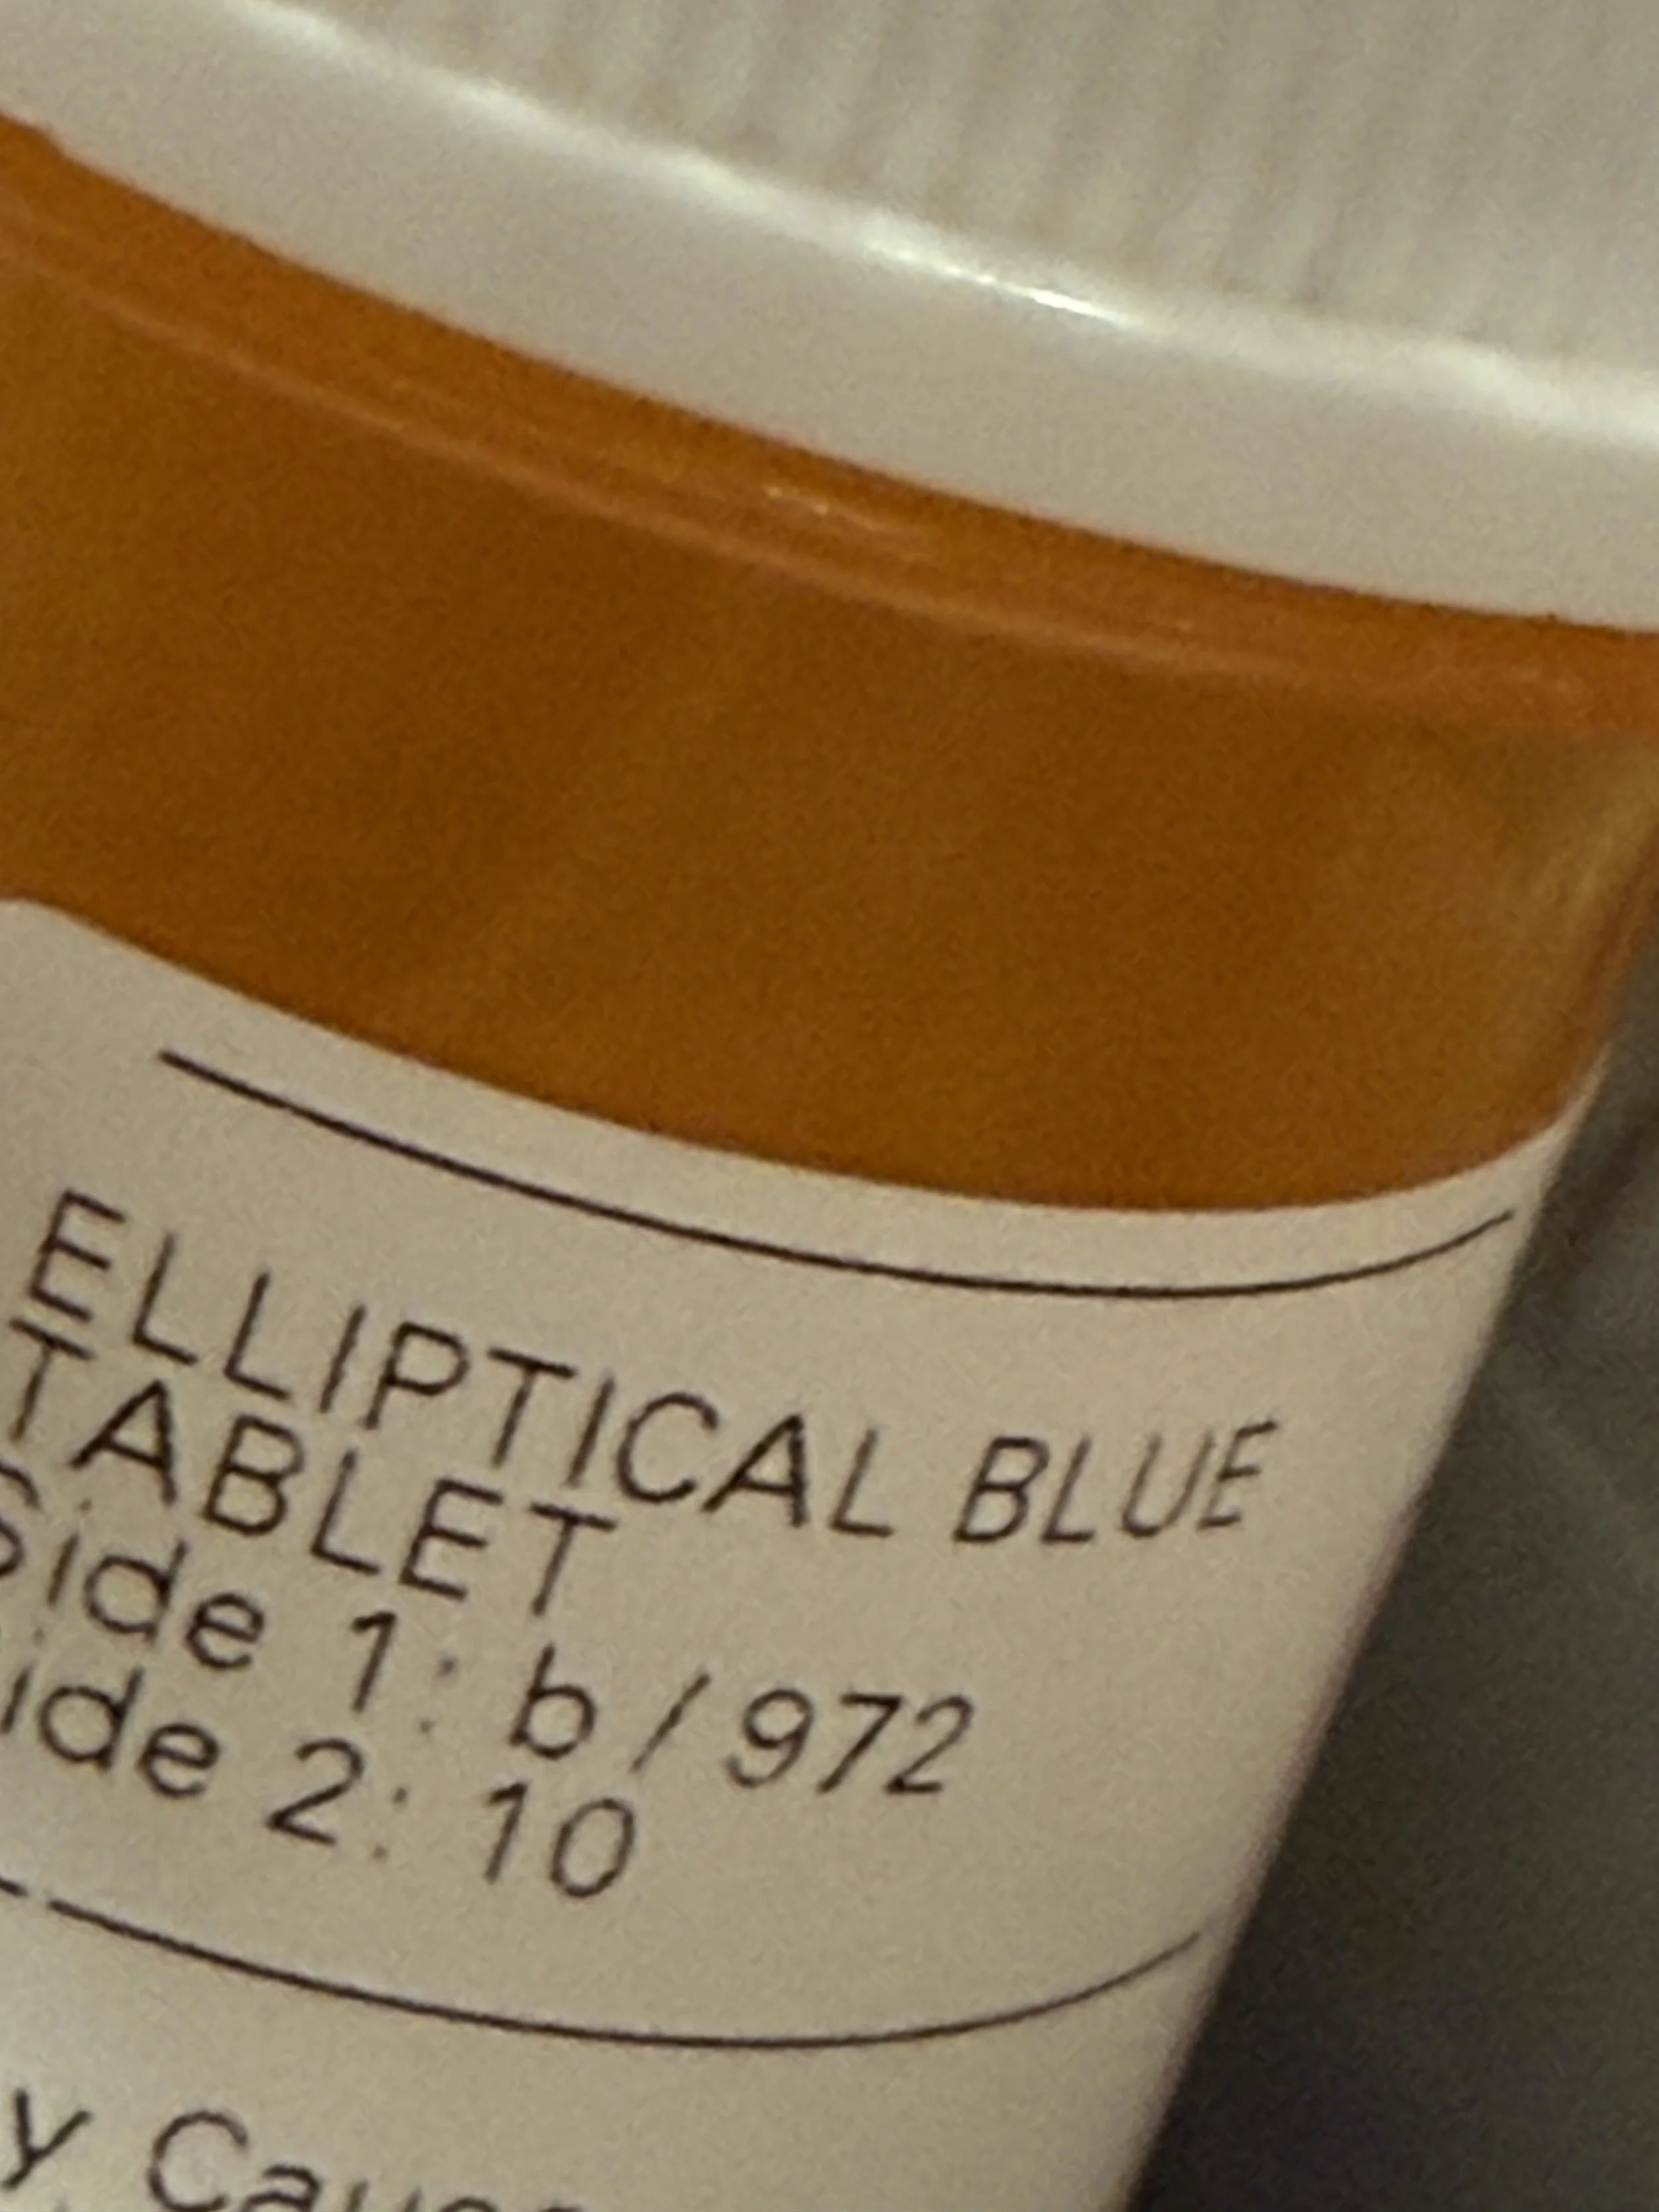 ELLIPTICAL BLUE
TABLET
Side 1: b / 972
ide 2: 10